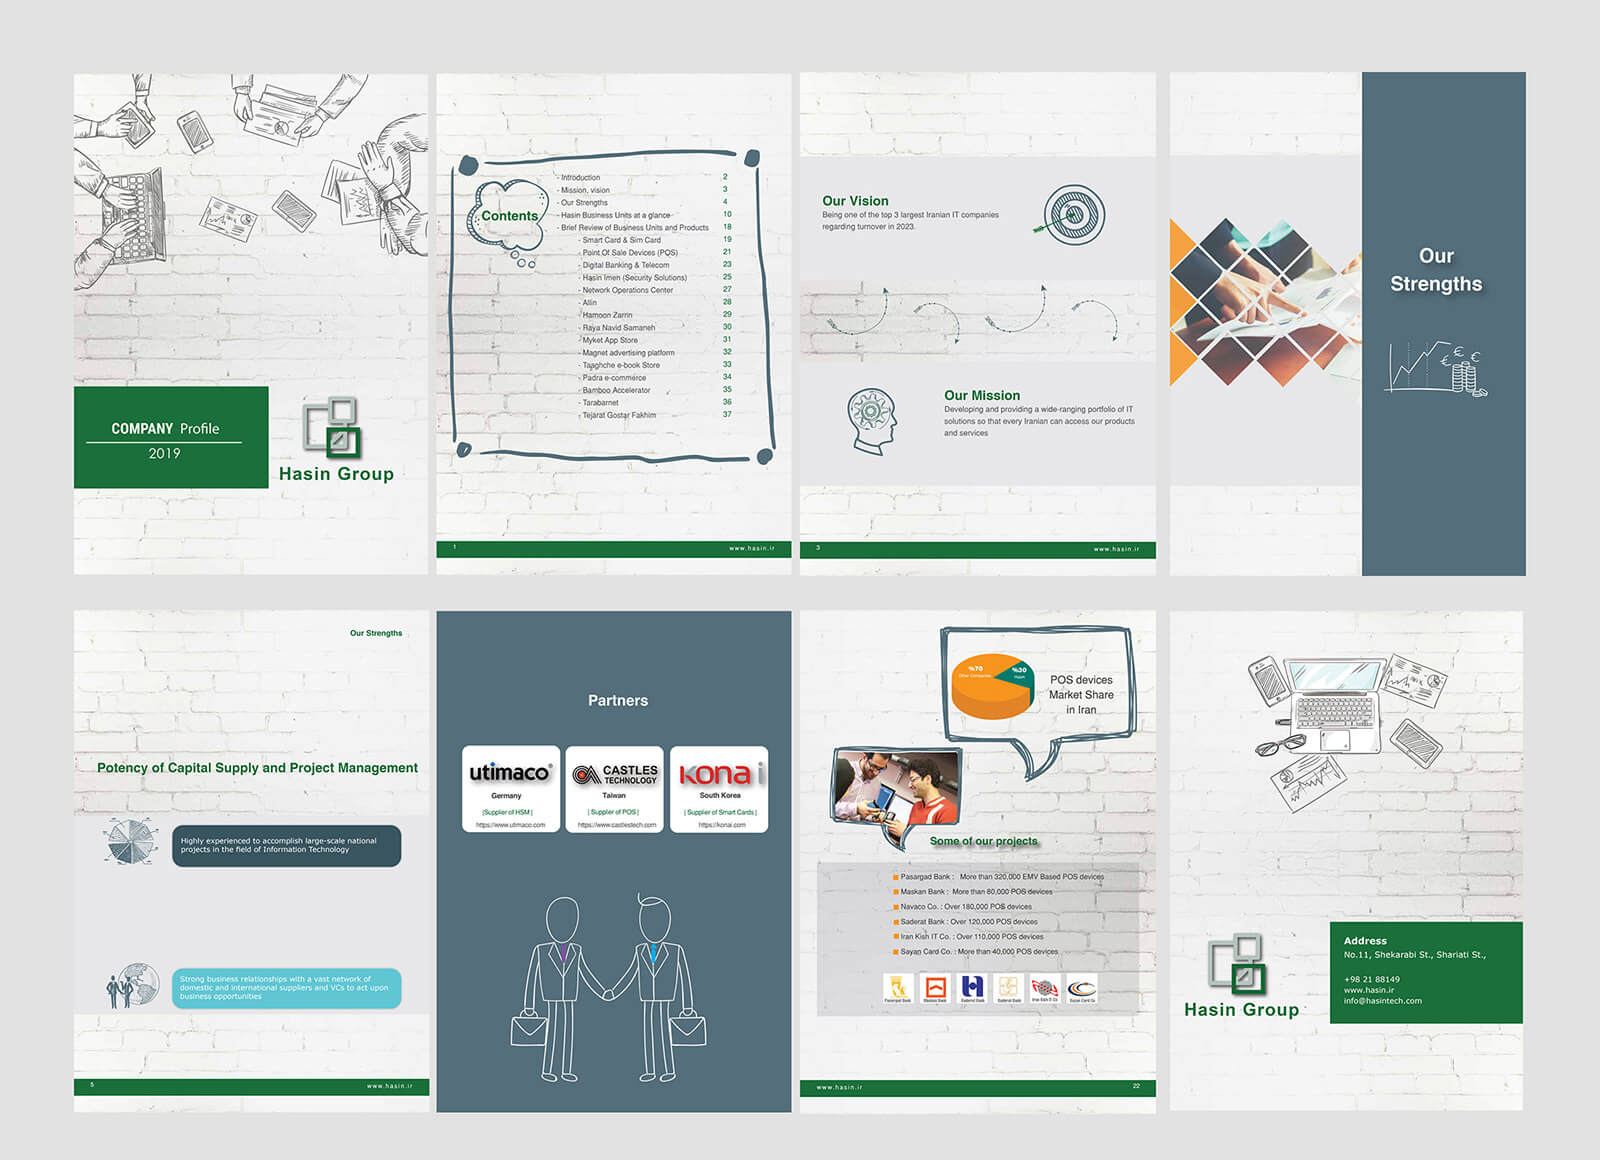 COMPANY Profile
2019
Hasin Group
Contents
- Introduction 2
- Mission, vision 3
- Our Strengths 4
- Hasin Business Units at a glance 10
- Brief Review of Business Units and Products 18
- Smart Card & Sim Card 19
- Point Of Sale Devices (POS) 21
- Digital Banking & Telecom 23
- Hasin Imen (Security Solutions) 25
- Network Operations Center 27
- Allin 28
- Hamoon Zarrin 29
- Raya Navid Samaneh 30
- Myket App Store 31
- Magnet advertising platform 32
- Taaghche e-book Store 33
- Padra e-commerce 34
- Bamboo Accelerator 35
- Tarabarnet 36
- Tejarat Gostar Fakhim 37
1 www.hasin.ir
Our Vision
Being one of the top 3 largest Iranian IT companies
regarding turnover in 2023.
Our Mission
Developing and providing a wide-ranging portfolio of IT
solutions so that every Iranian can access our products
and services
3 www.hasin.ir
Our
Strengths
Our Strengths
Potency of Capital Supply and Project Management
Highly experienced to accomplish large-scale national
projects in the field of Information Technology
Strong business relationships with a vast network of
domestic and international suppliers and VCs to act upon
business opportunities
5 www.hasin.ir
Partners
utimaco®
Germany
|Supplier of HSM |
https://www.utimaco.com
CASTLES
TECHNOLOGY
Taiwan
| Supplier of POS |
https://www.castlestech.com
KONA i
South Korea
| Supplier of Smart Cards |
https://konai.com
%70
Other Companies
%30
Hasin
POS devices
Market Share
in Iran
Some of our projects
Pasargad Bank : More than 320,000 EMV Based POS devices
Maskan Bank : More than 80,000 POS devices
Navaco Co. : Over 180,000 POS devices
Saderat Bank : Over 120,000 POS devices
Iran Kish IT Co. : Over 110,000 POS devices
Sayan Card Co. : More than 40,000 POS devices
www.hasin.ir 22
Hasin Group
Address
No.11, Shekarabi St., Shariati St.,
+98 21 88149
www.hasin.ir
info@hasintech.com